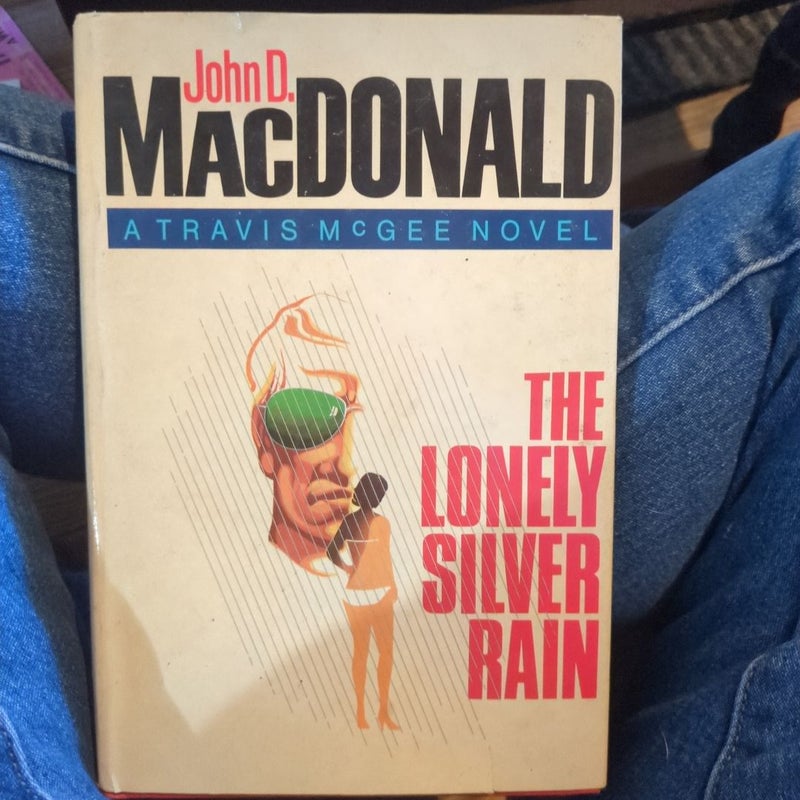 John D.
MACDONALD
A TRAVIS McGEE NOVEL
THE
LONELY
SILVER
RAIN